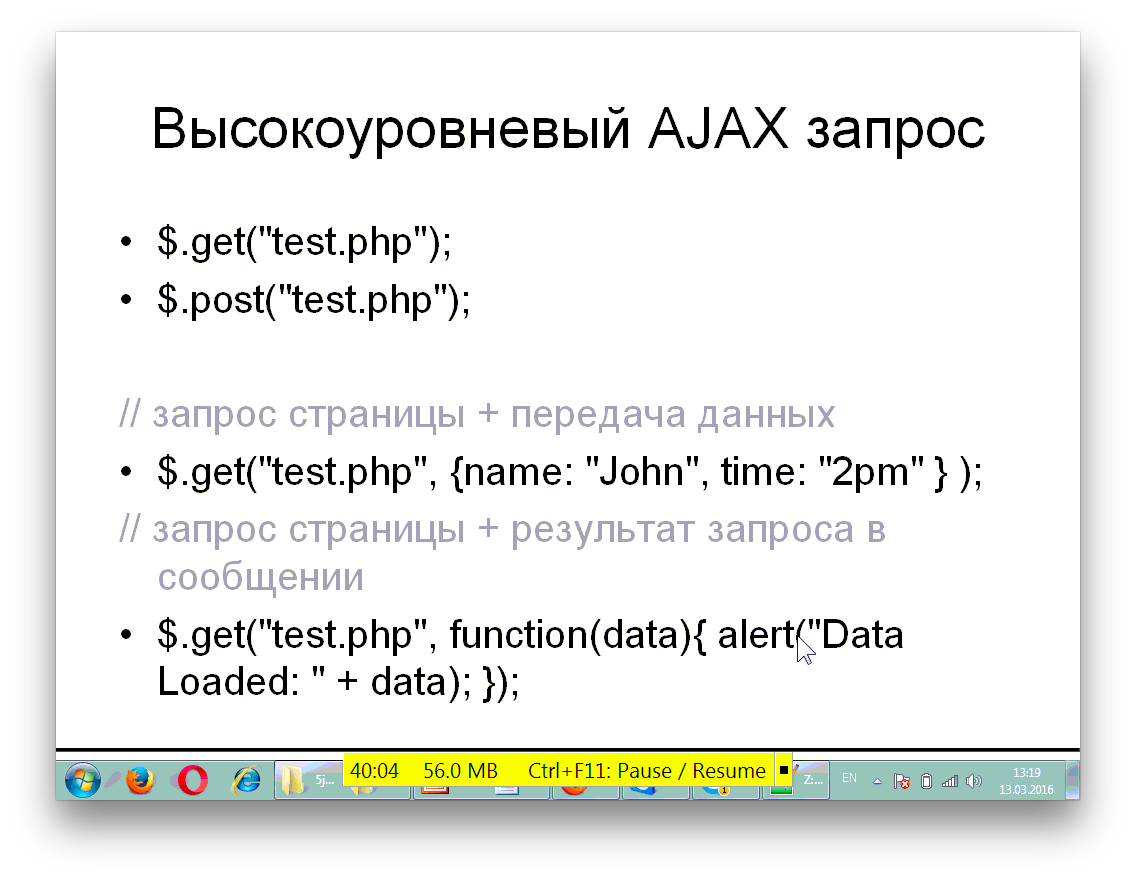 Высокоуровневый AJAX запрос
• $.get("test.php");
• $.post("test.php");
// запрос страницы + передача данных
• $.get("test.php", {name: "John", time: "2pm" } );
// запрос страницы + результат запроса в
сообщении
• $.get("test.php", function(data){ alert("Data
Loaded: " + data); });
5j... 40:04 56.0 MB Ctrl+F11: Pause / Resume Z:... EN 13:19
13.03.2016